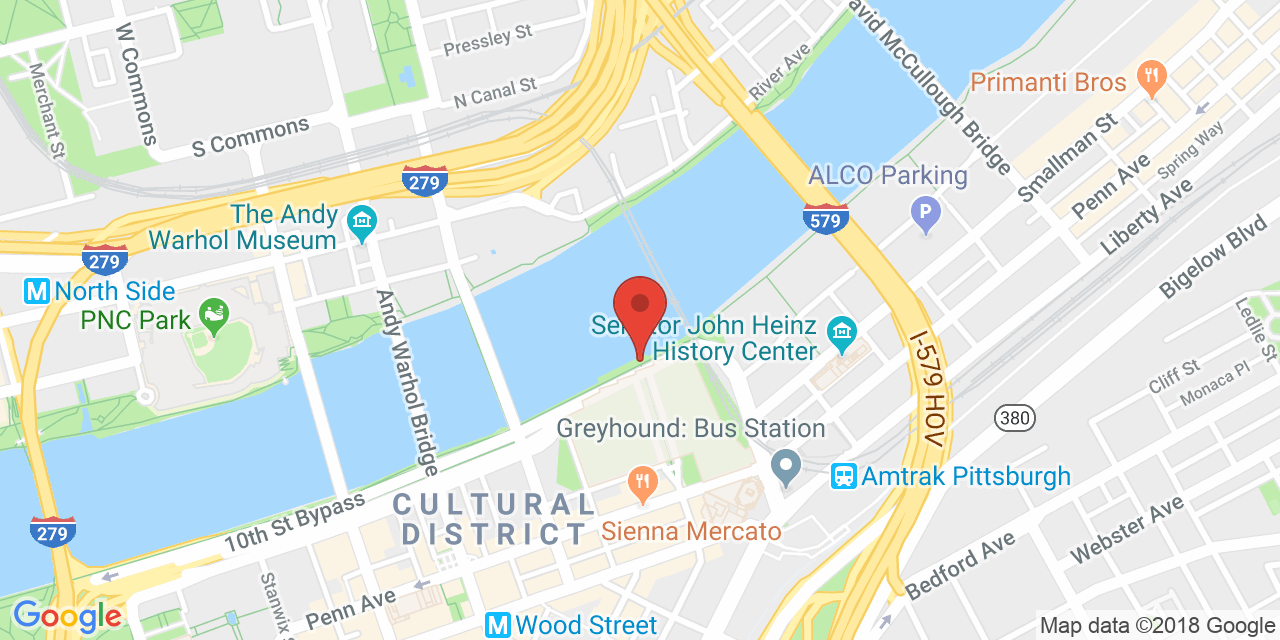 W Commons
Pressley St
Merchant St
N Canal St
S Commons
River Ave
David McCullough Bridge
Primanti Bros
Smallman St
Penn Ave
Spring Way
Liberty Ave
Bigelow Blvd
ALCO Parking
P
279
579
The Andy
Warhol Museum
279
M North Side
PNC Park
Andy Warhol Bridge
Senator John Heinz
History Center
I-579 HOV
Ledlie St
Cliff St
Monaca Pl
380
Greyhound: Bus Station
Amtrak Pittsburgh
CULTURAL
DISTRICT
Sienna Mercato
279
10th St Bypass
Webster Ave
Bedford Ave
Stanwix
Penn Ave
M Wood Street
Google
Map data ©2018 Google